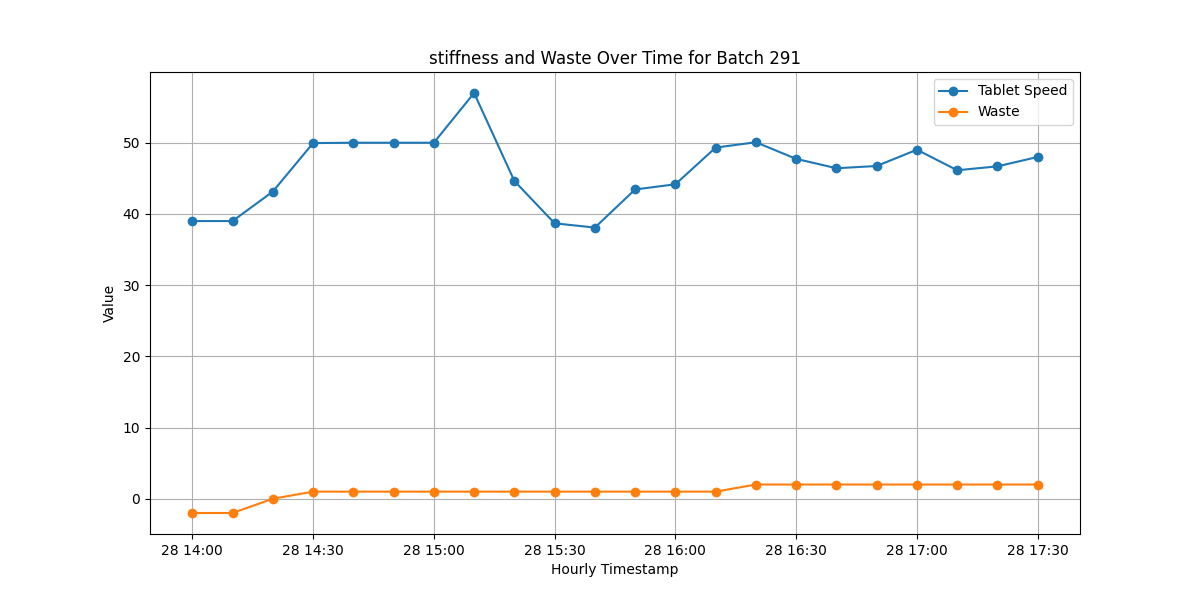 stiffness and Waste Over Time for Batch 291
Tablet Speed
Waste
Value
50
40
30
20
10
0
28 14:00 28 14:30 28 15:00 28 15:30 28 16:00 28 16:30 28 17:00 28 17:30
Hourly Timestamp